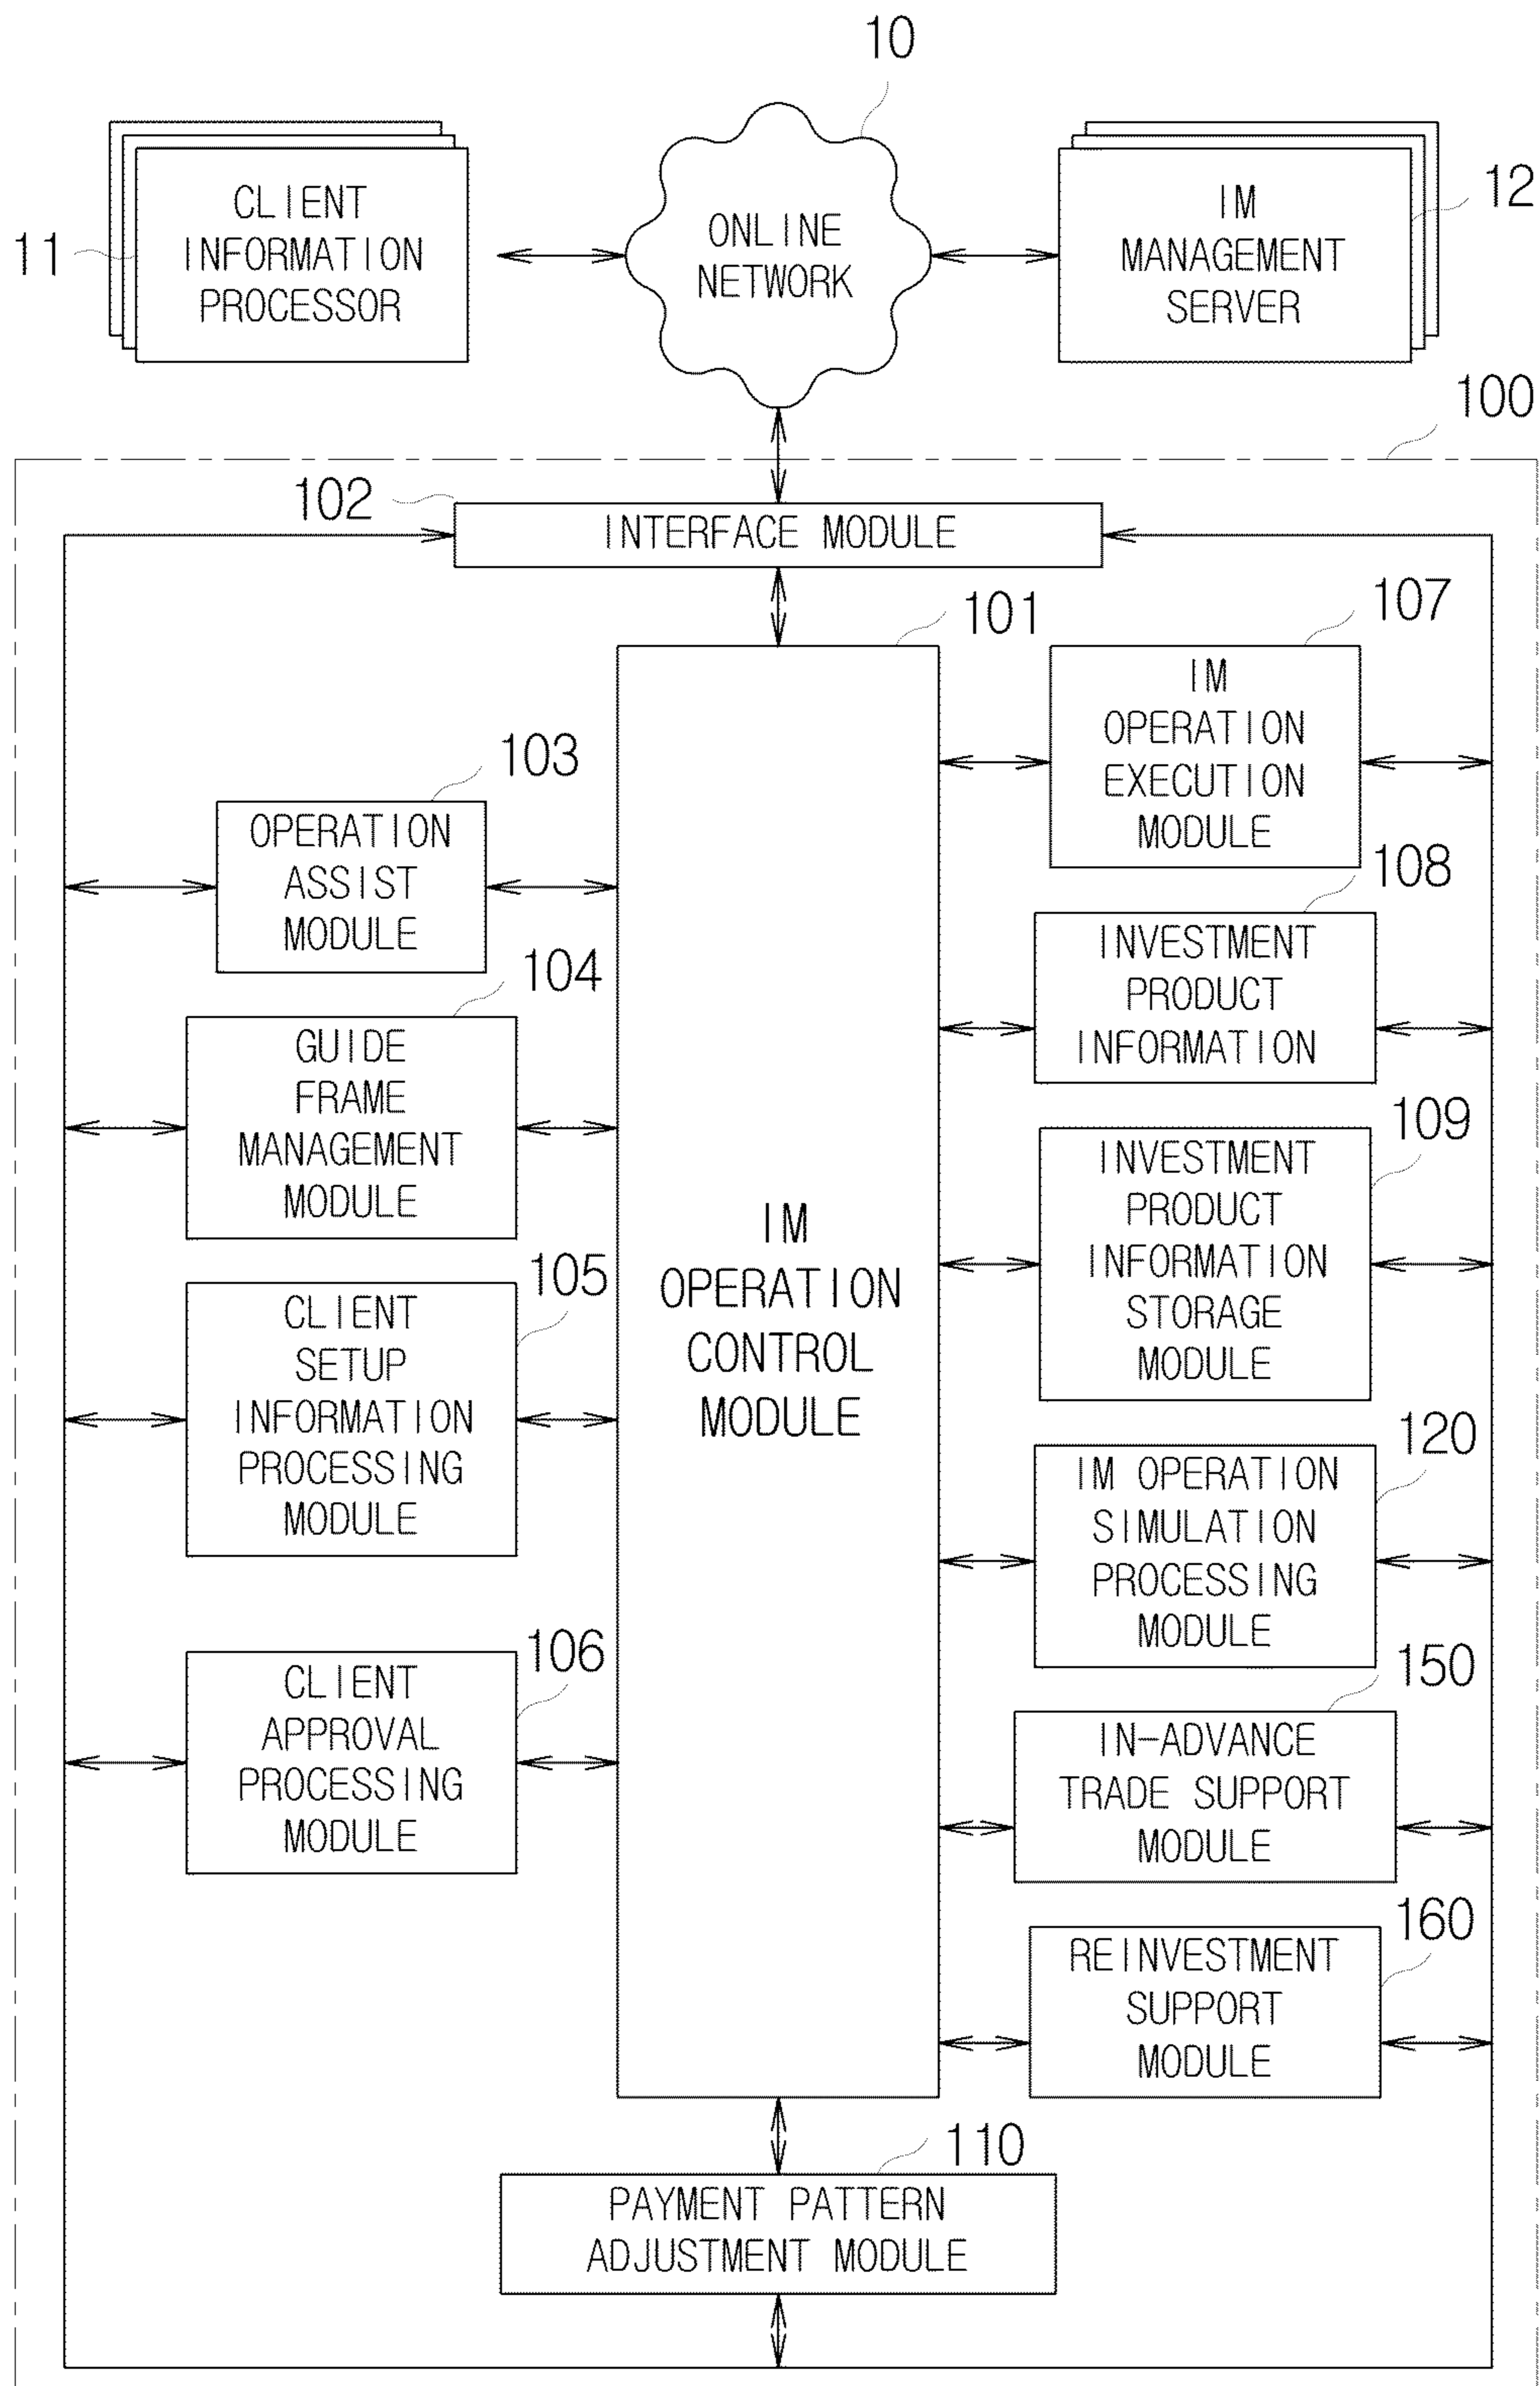 10
CLIENT
INFORMATION
PROCESSOR
11
ONLINE
NETWORK
IM
MANAGEMENT
SERVER
12
100
102
INTERFACE MODULE
101
107
IM
OPERATION
EXECUTION
MODULE
103
OPERATION
ASSIST
MODULE
108
INVESTMENT
PRODUCT
INFORMATION
104
GUIDE
FRAME
MANAGEMENT
MODULE
109
INVESTMENT
PRODUCT
INFORMATION
STORAGE
MODULE
IM
OPERATION
CONTROL
MODULE
105
CLIENT
SETUP
INFORMATION
PROCESSING
MODULE
120
IM OPERATION
SIMULATION
PROCESSING
MODULE
106
CLIENT
APPROVAL
PROCESSING
MODULE
150
IN-ADVANCE
TRADE SUPPORT
MODULE
160
REINVESTMENT
SUPPORT
MODULE
110
PAYMENT PATTERN
ADJUSTMENT MODULE